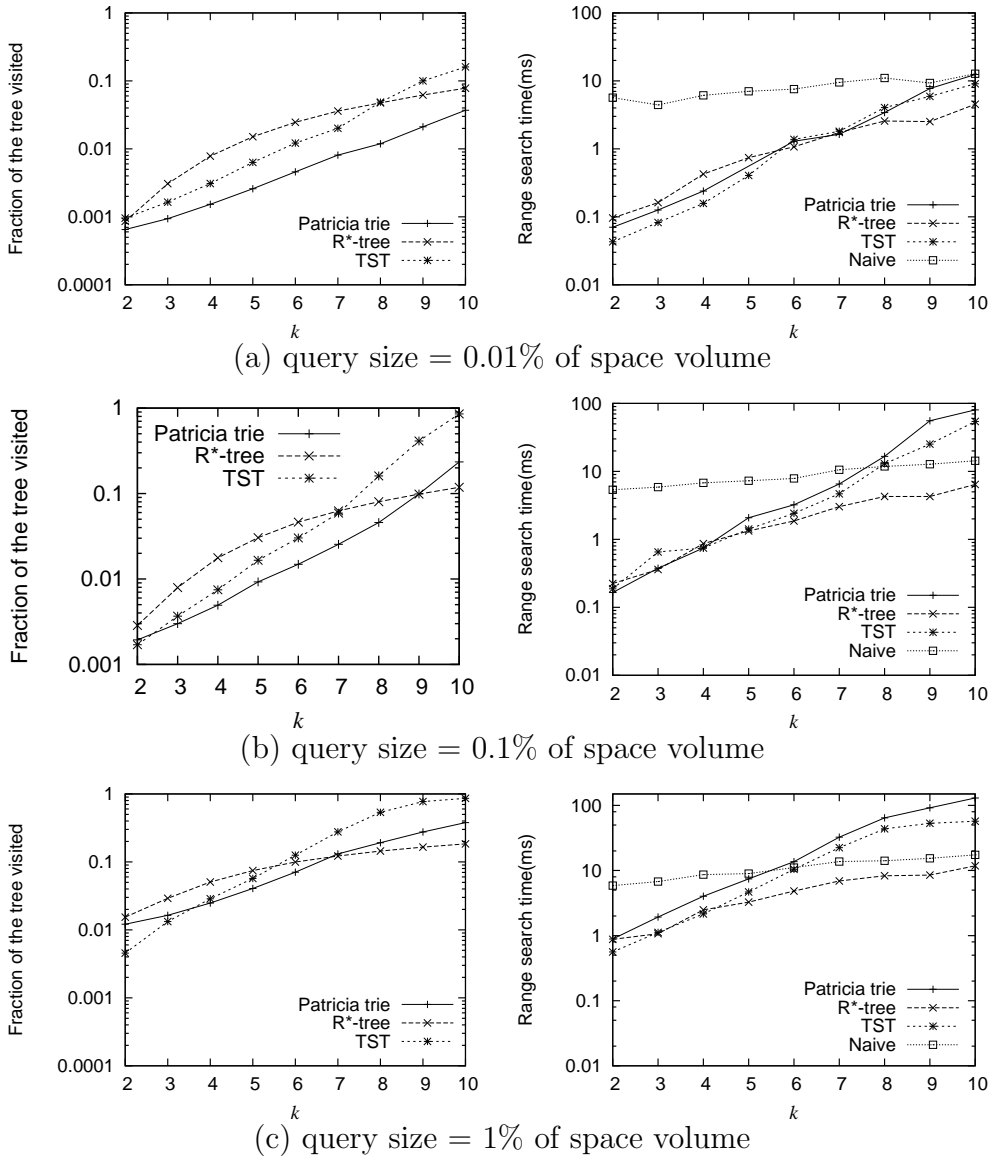 Fraction of the tree visited
1
0.1
0.01
0.001
0.0001
Patricia trie
R*-tree
TST
2 3 4 5 6 7 8 9 10
k
Range search time(ms)
100
10
1
0.1
0.01
Patricia trie
R*-tree
TST
Naive
2 3 4 5 6 7 8 9 10
k
(a) query size = 0.01% of space volume
Fraction of the tree visited
1
0.1
0.01
0.001
Patricia trie
R*-tree
TST
2 3 4 5 6 7 8 9 10
k
Range search time(ms)
100
10
1
0.1
0.01
Patricia trie
R*-tree
TST
Naive
2 3 4 5 6 7 8 9 10
k
(b) query size = 0.1% of space volume
Fraction of the tree visited
1
0.1
0.01
0.001
0.0001
Patricia trie
R*-tree
TST
2 3 4 5 6 7 8 9 10
k
Range search time(ms)
100
10
1
0.1
0.01
Patricia trie
R*-tree
TST
Naive
2 3 4 5 6 7 8 9 10
k
(c) query size = 1% of space volume